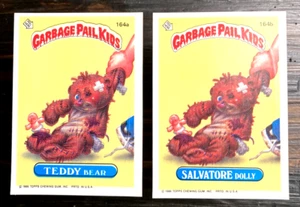 164a
GARBAGE PAIL KIDS
TEDDY BEAR
164b
GARBAGE PAIL KIDS
SALVATORE DOLLY